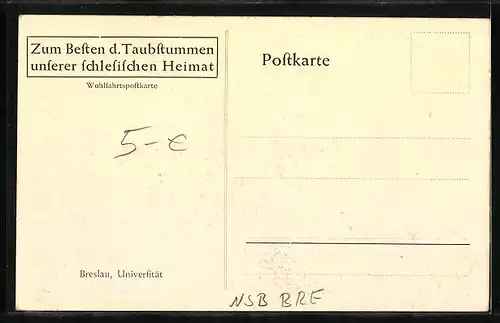 Zum Beſten d. Taubſtummen
unſerer ſchleſiſchen Heimat
Wohlfahrtspoſtkarte
Poſtkarte
5-€
Breslau, Univerſität
NSB BRE